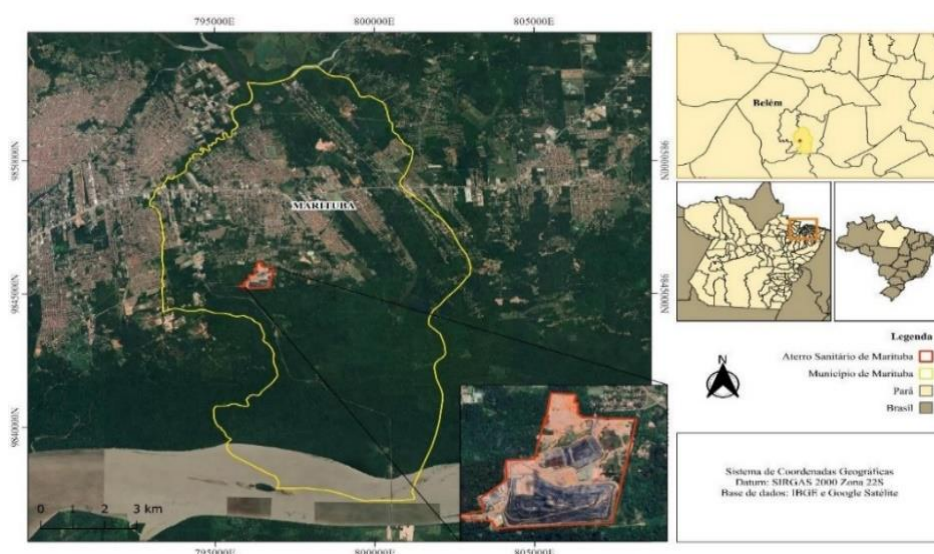 795000E 800000E 805000E
Belém
9850000N
9850000N
MARITUBA
9845000N
9845000N
Legenda
N
Aterro Sanitário de Marituba
Município de Marituba
Pará
Brasil
9840000N
Sistema de Coordenadas Geográficas
Datum: SIRGAS 2000 Zona 22S
Base de dados: IBGE e Google Satélite
0 1 2 3 km
795000E 800000E 805000E